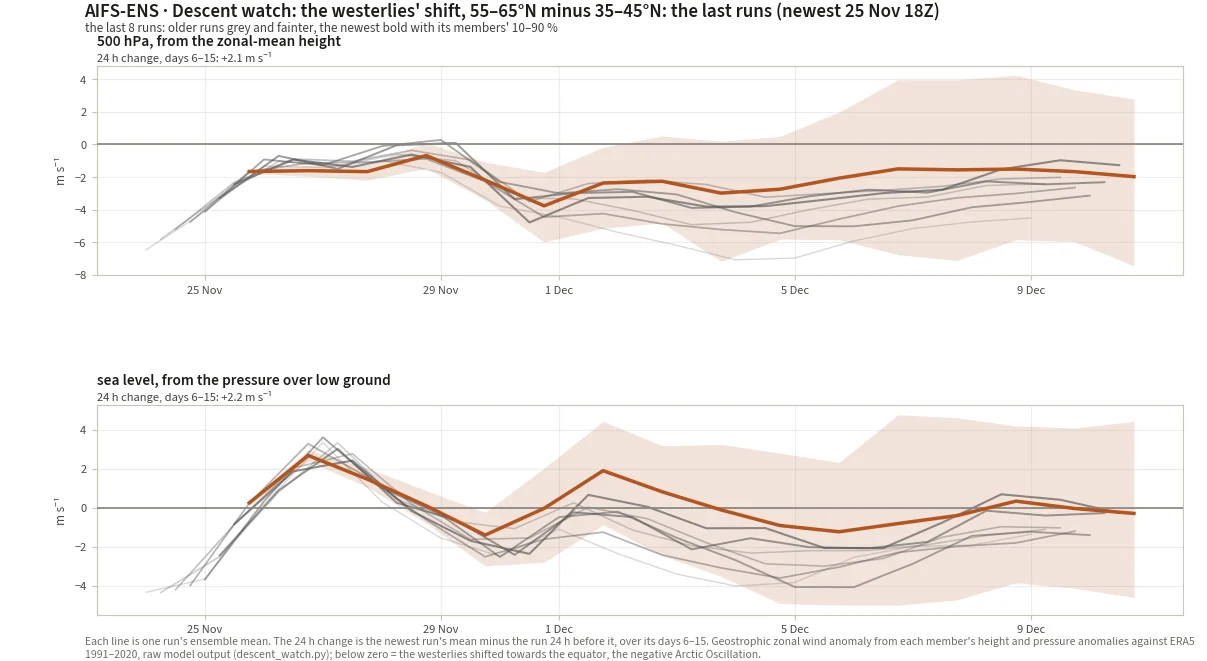 AIFS-ENS · Descent watch: the westerlies' shift, 55–65°N minus 35–45°N: the last runs (newest 25 Nov 18Z)
the last 8 runs: older runs grey and fainter, the newest bold with its members' 10–90 %
500 hPa, from the zonal-mean height
24 h change, days 6–15: +2.1 m s⁻¹
4
2
0
−2
−4
−6
−8
m s⁻¹
25 Nov
29 Nov
1 Dec
5 Dec
9 Dec
sea level, from the pressure over low ground
24 h change, days 6–15: +2.2 m s⁻¹
4
2
0
−2
−4
m s⁻¹
25 Nov
29 Nov
1 Dec
5 Dec
9 Dec
Each line is one run's ensemble mean. The 24 h change is the newest run's mean minus the run 24 h before it, over its days 6–15. Geostrophic zonal wind anomaly from each member's height and pressure anomalies against ERA5
1991–2020, raw model output (descent_watch.py); below zero = the westerlies shifted towards the equator, the negative Arctic Oscillation.